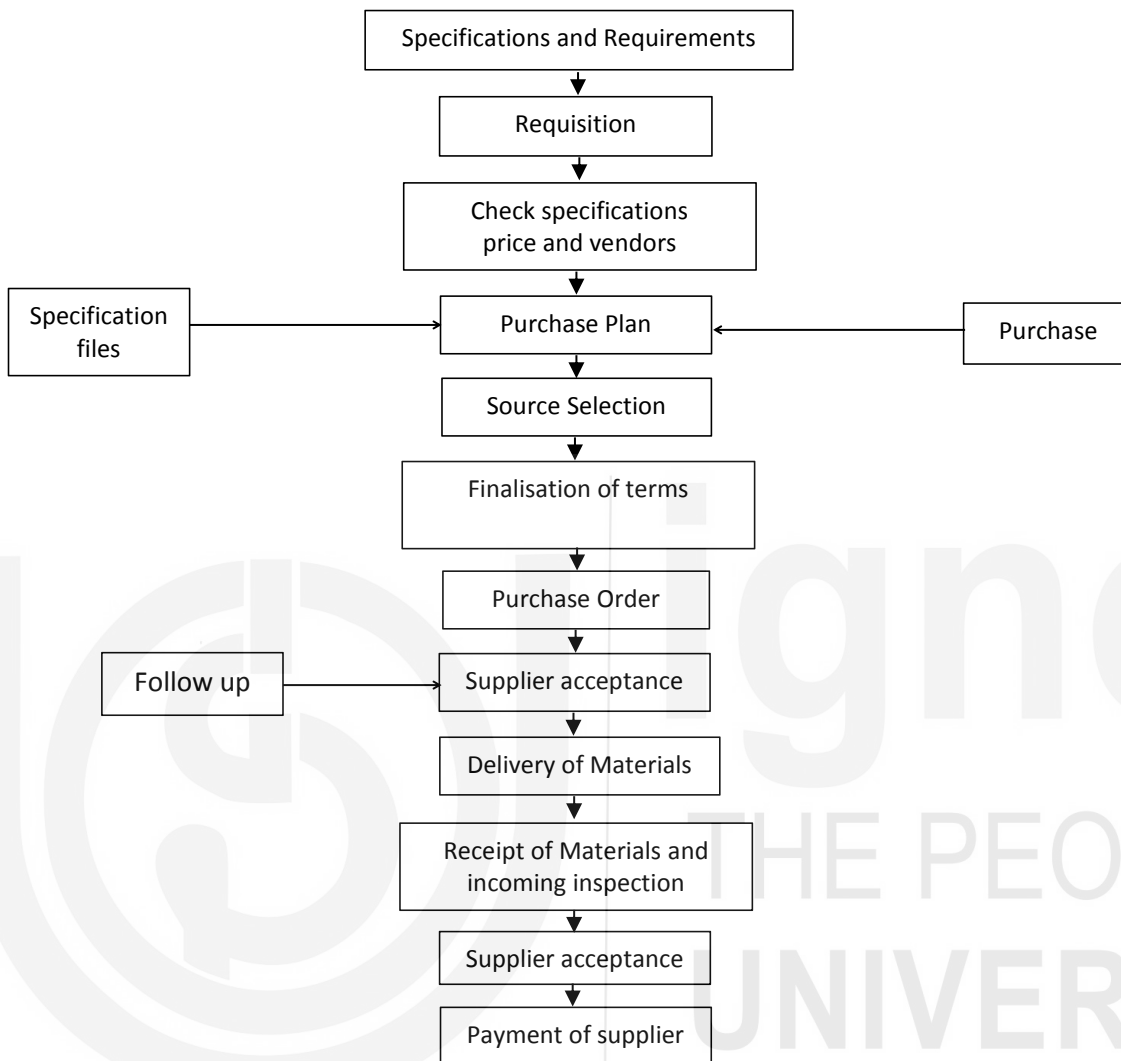 Specifications and Requirements
Requisition
Check specifications
price and vendors
Specification
files
Purchase Plan
Purchase
Source Selection
Finalisation of terms
Purchase Order
Follow up
Supplier acceptance
Delivery of Materials
Receipt of Materials and
incoming inspection
Supplier acceptance
Payment of supplier
ign
THE PEO
UNIVER